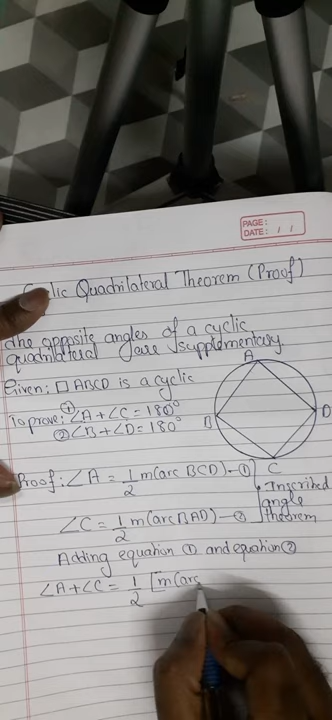 PAGE:
DATE: / /
Cyclic Quadrilateral Theorem (Proof)
The opposite angles of a cyclic
quadrilateral are supplementary.
Given: □ ABCD is a cyclic
To prove: ① ∠A + ∠C = 180°
② ∠B + ∠D = 180°
A
B
D
C
Proof: ∠A = 1/2 m(arc BCD) - ①
∠C = 1/2 m(arc BAD) - ②
Inscribed
angle
theorem
Adding equation ① and equation ②
∠A + ∠C = 1/2 [m(arc